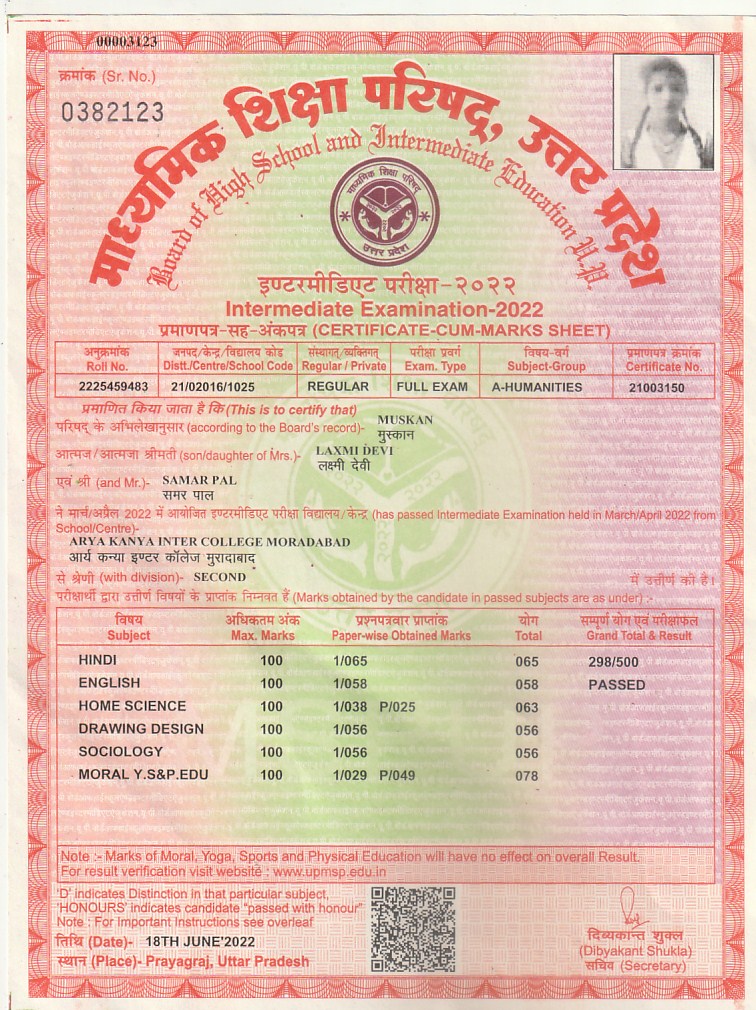 00003123
क्रमांक (Sr. No.)
0382123
माध्यमिक शिक्षा परिषद्, उत्तर प्रदेश
Board of High School and Intermediate Education U.P.
माध्यमिक शिक्षा परिषद्
उत्तर प्रदेश
इण्टरमीडिएट परीक्षा-२०२२
Intermediate Examination-2022
प्रमाणपत्र-सह-अंकपत्र (CERTIFICATE-CUM-MARKS SHEET)
अनुक्रमांक जनपद/केन्द्र/विद्यालय कोड संस्थागत/व्यक्तिगत परीक्षा प्रवर्ग विषय-वर्ग प्रमाणपत्र क्रमांक
Roll No. Distt./Centre/School Code Regular / Private Exam. Type Subject-Group Certificate No.
2225459483 21/02016/1025 REGULAR FULL EXAM A-HUMANITIES 21003150
प्रमाणित किया जाता है कि (This is to certify that)
परिषद् के अभिलेखानुसार (according to the Board's record)- MUSKAN
मुस्कान
आत्मज/आत्मजा श्रीमती (son/daughter of Mrs.)- LAXMI DEVI
लक्ष्मी देवी
एवं श्री (and Mr.)- SAMAR PAL
समर पाल
ने मार्च/अप्रैल 2022 में आयोजित इण्टरमीडिएट परीक्षा विद्यालय/केन्द्र (has passed Intermediate Examination held in March/April 2022 from
School/Centre)-
ARYA KANYA INTER COLLEGE MORADABAD
आर्य कन्या इण्टर कॉलेज मुरादाबाद
से श्रेणी (with division)- SECOND में उत्तीर्ण की है।
परीक्षार्थी द्वारा उत्तीर्ण विषयों के प्राप्तांक निम्नवत हैं (Marks obtained by the candidate in passed subjects are as under) :-
विषय अधिकतम अंक प्रश्नपत्रवार प्राप्तांक योग सम्पूर्ण योग एवं परीक्षाफल
Subject Max. Marks Paper-wise Obtained Marks Total Grand Total & Result
HINDI 100 1/065 065 298/500
ENGLISH 100 1/058 058 PASSED
HOME SCIENCE 100 1/038 P/025 063
DRAWING DESIGN 100 1/056 056
SOCIOLOGY 100 1/056 056
MORAL Y.S&P.EDU 100 1/029 P/049 078
Note :- Marks of Moral, Yoga, Sports and Physical Education will have no effect on overall Result.
For result verification visit website : www.upmsp.edu.in
'D' indicates Distinction in that particular subject,
'HONOURS' indicates candidate "passed with honour"
Note : For Important Instructions see overleaf
तिथि (Date)- 18TH JUNE'2022
स्थान (Place)- Prayagraj, Uttar Pradesh
दिव्यकान्त शुक्ल
(Dibyakant Shukla)
सचिव (Secretary)